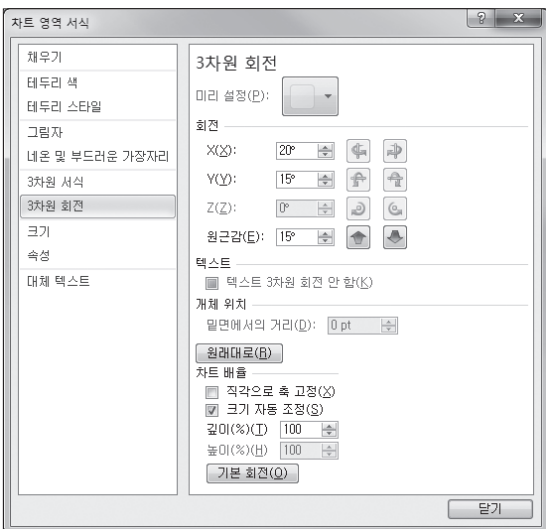 차트 영역 서식
채우기
테두리 색
테두리 스타일
그림자
네온 및 부드러운 가장자리
3차원 서식
3차원 회전
크기
속성
대체 텍스트
3차원 회전
미리 설정(P):
회전
X(X): 20°
Y(Y): 15°
Z(Z): 0°
원근감(E): 15°
텍스트
텍스트 3차원 회전 안 함(K)
개체 위치
밑면에서의 거리(D): 0 pt
원래대로(R)
차트 배율
직각으로 축 고정(X)
크기 자동 조정(S)
깊이(%)(T) 100
높이(%)(H) 100
기본 회전(O)
닫기